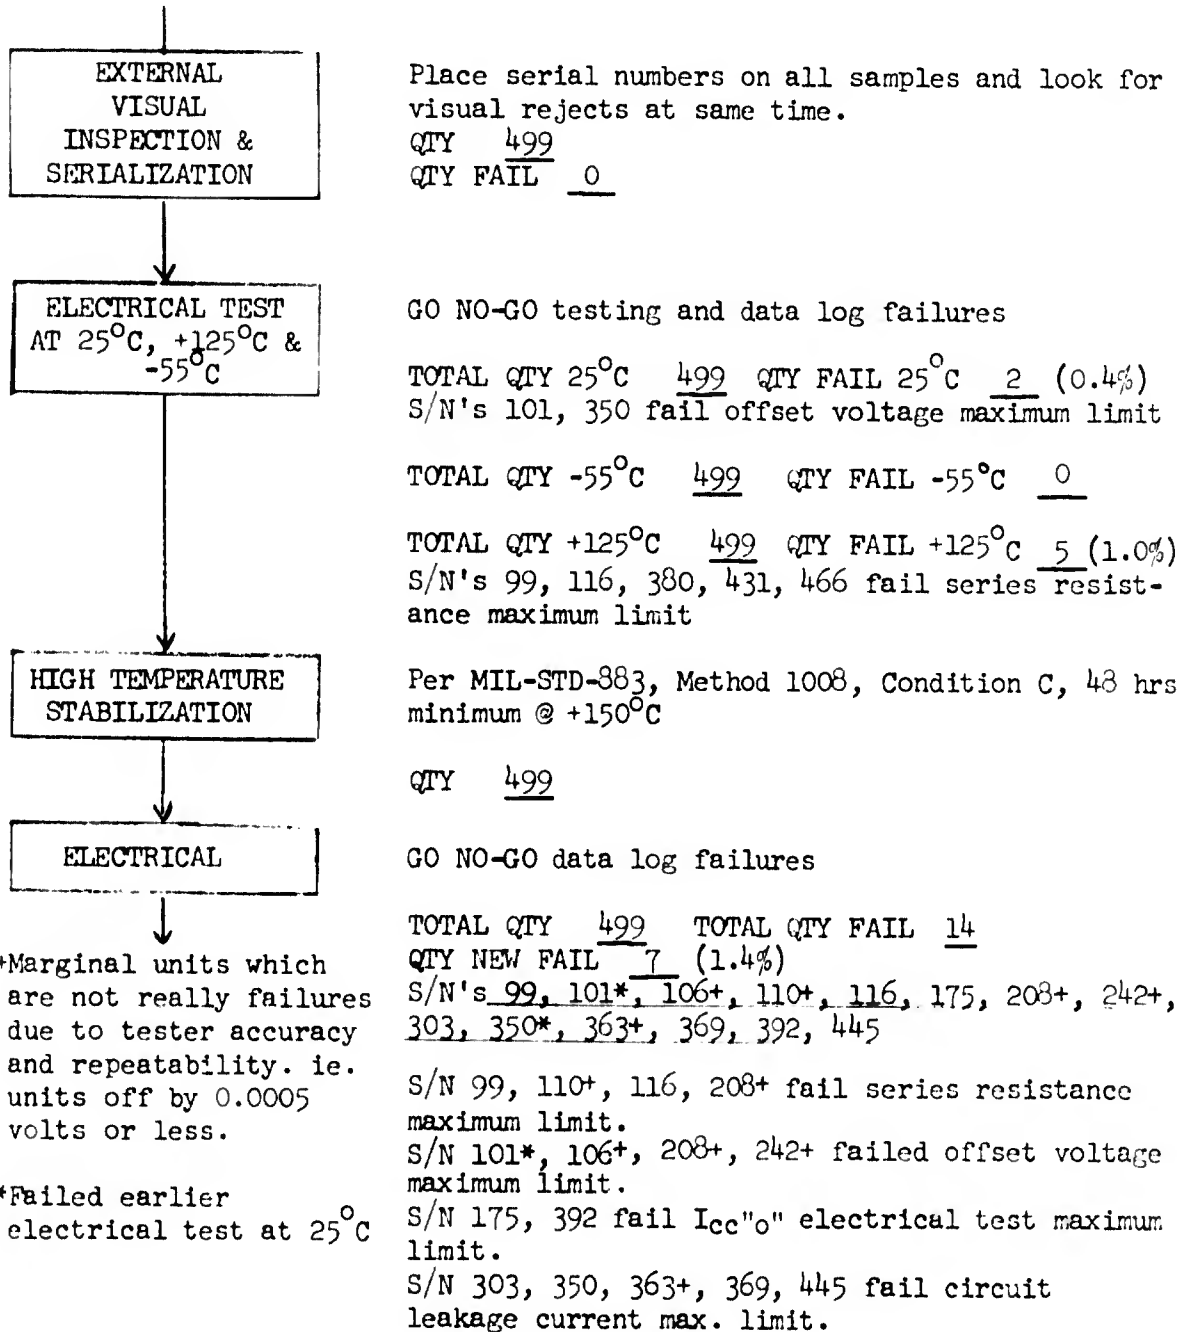 EXTERNAL
VISUAL
INSPECTION &
SERIALIZATION
Place serial numbers on all samples and look for
visual rejects at same time.
QTY 499
QTY FAIL 0
ELECTRICAL TEST
AT 25°C, +125°C &
-55°C
GO NO-GO testing and data log failures
TOTAL QTY 25°C 499 QTY FAIL 25°C 2 (0.4%)
S/N's 101, 350 fail offset voltage maximum limit
TOTAL QTY -55°C 499 QTY FAIL -55°C 0
TOTAL QTY +125°C 499 QTY FAIL +125°C 5 (1.0%)
S/N's 99, 116, 380, 431, 466 fail series resist-
ance maximum limit
HIGH TEMPERATURE
STABILIZATION
Per MIL-STD-883, Method 1008, Condition C, 48 hrs
minimum @ +150°C
QTY 499
ELECTRICAL
GO NO-GO data log failures
TOTAL QTY 499 TOTAL QTY FAIL 14
QTY NEW FAIL 7 (1.4%)
S/N's 99, 101*, 106+, 110+, 116, 175, 208+, 242+,
303, 350*, 363+, 369, 392, 445
S/N 99, 110+, 116, 208+ fail series resistance
maximum limit.
S/N 101*, 106+, 208+, 242+ failed offset voltage
maximum limit.
S/N 175, 392 fail Icc"o" electrical test maximum
limit.
S/N 303, 350, 363+, 369, 445 fail circuit
leakage current max. limit.
+Marginal units which
are not really failures
due to tester accuracy
and repeatability. ie.
units off by 0.0005
volts or less.
*Failed earlier
electrical test at 25°C